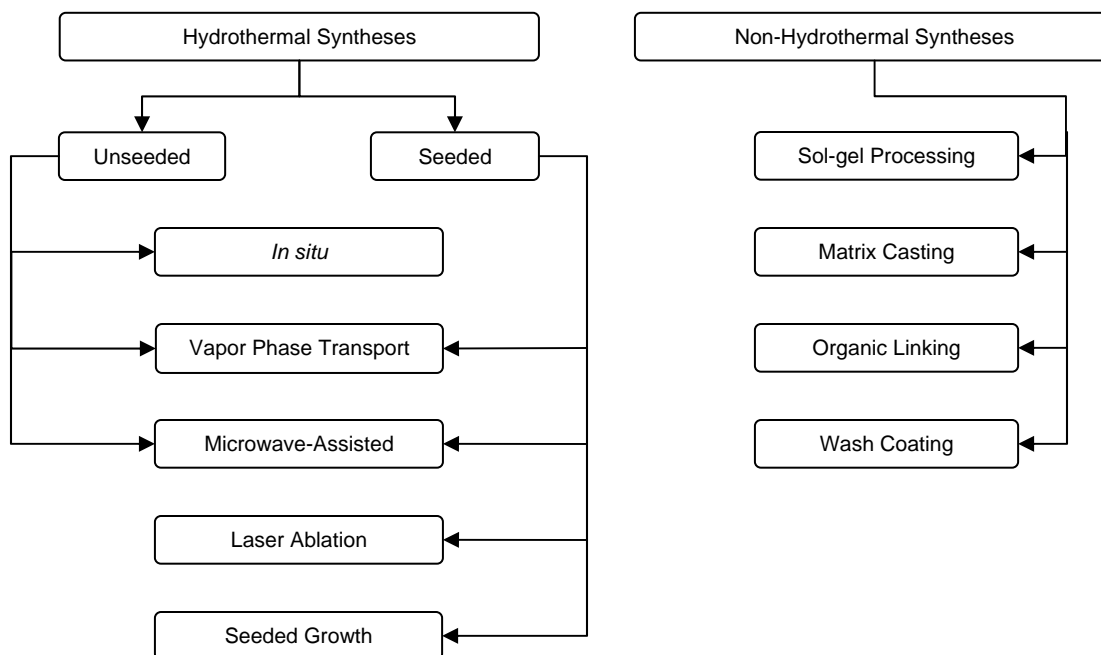 Hydrothermal Syntheses
Non-Hydrothermal Syntheses
Unseeded
Seeded
Sol-gel Processing
In situ
Matrix Casting
Vapor Phase Transport
Organic Linking
Microwave-Assisted
Wash Coating
Laser Ablation
Seeded Growth